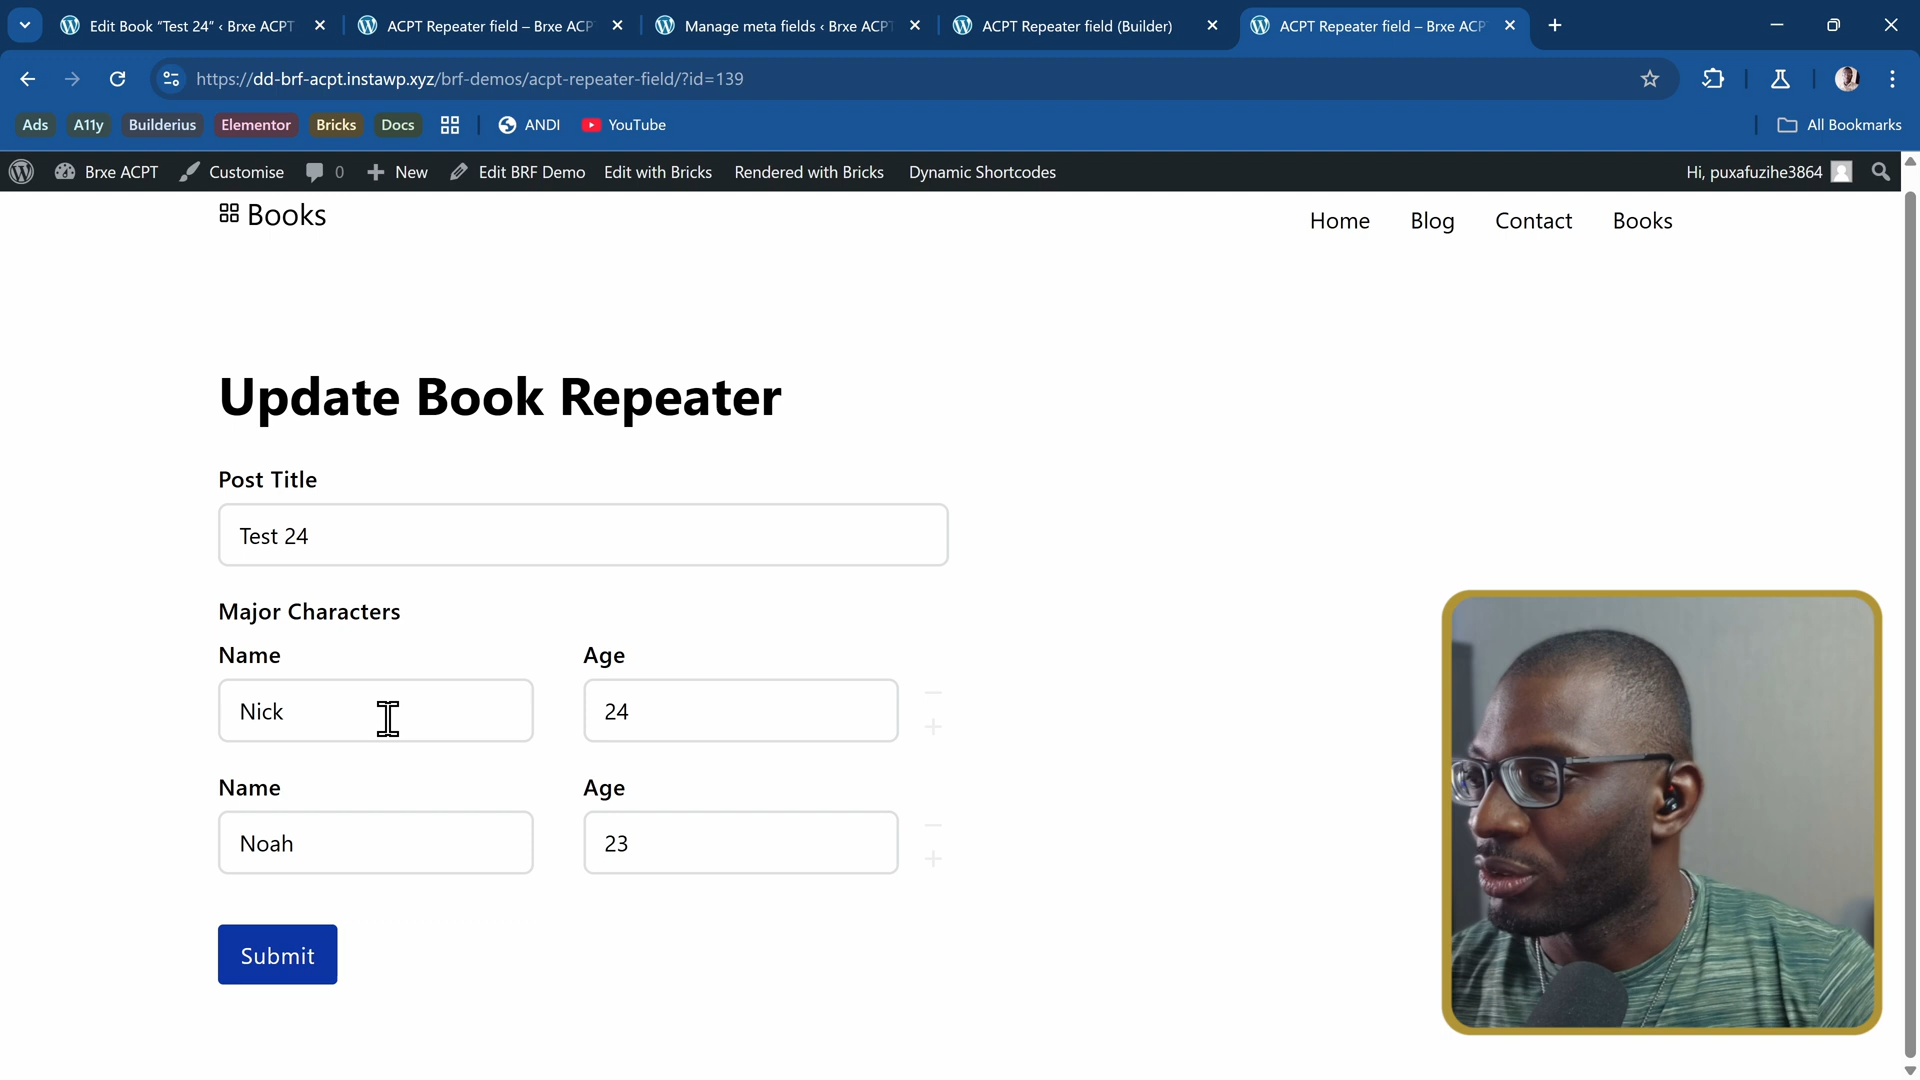 Edit Book “Test 24” ‹ Brxe ACPT
ACPT Repeater field – Brxe ACP
Manage meta fields ‹ Brxe ACPT
ACPT Repeater field (Builder)
ACPT Repeater field – Brxe ACP
https://dd-brf-acpt.instawp.xyz/brf-demos/acpt-repeater-field/?id=139
Ads
A11y
Builderius
Elementor
Bricks
Docs
ANDI
YouTube
All Bookmarks
Brxe ACPT
Customise
0
New
Edit BRF Demo
Edit with Bricks
Rendered with Bricks
Dynamic Shortcodes
Hi, puxafuzihe3864
Books
Home
Blog
Contact
Books
Update Book Repeater
Post Title
Test 24
Major Characters
Name
Age
Nick
24
Name
Age
Noah
23
Submit